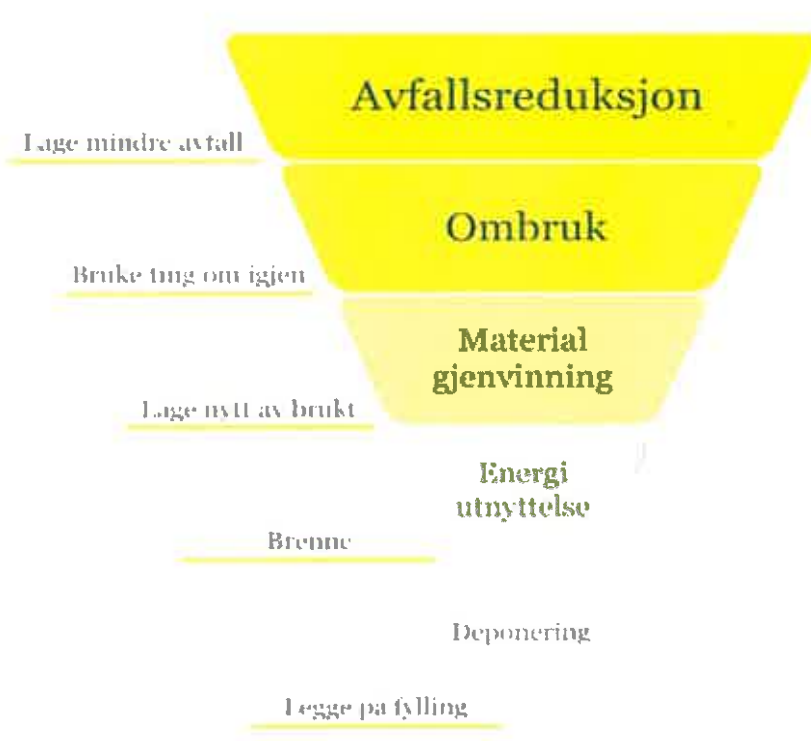 Avfallsreduksjon
Lage mindre avfall
Ombruk
Bruke ting om igjen
Material
gjenvinning
Lage nytt av brukt
Energi
utnyttelse
Brenne
Deponering
Legge på fylling